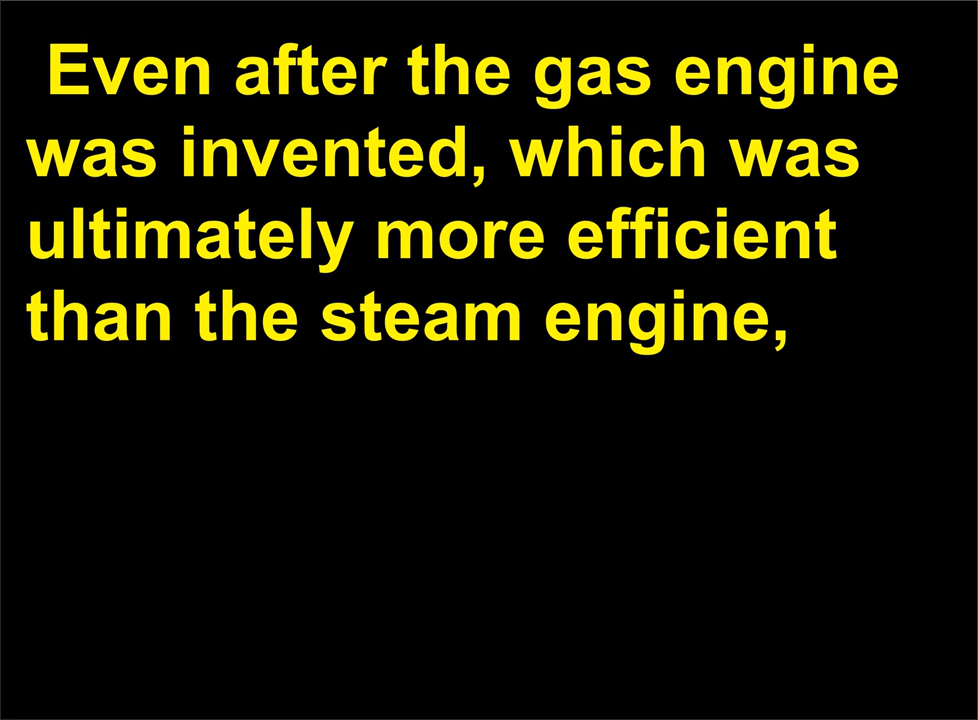 Even after the gas engine
was invented, which was
ultimately more efficient
than the steam engine,